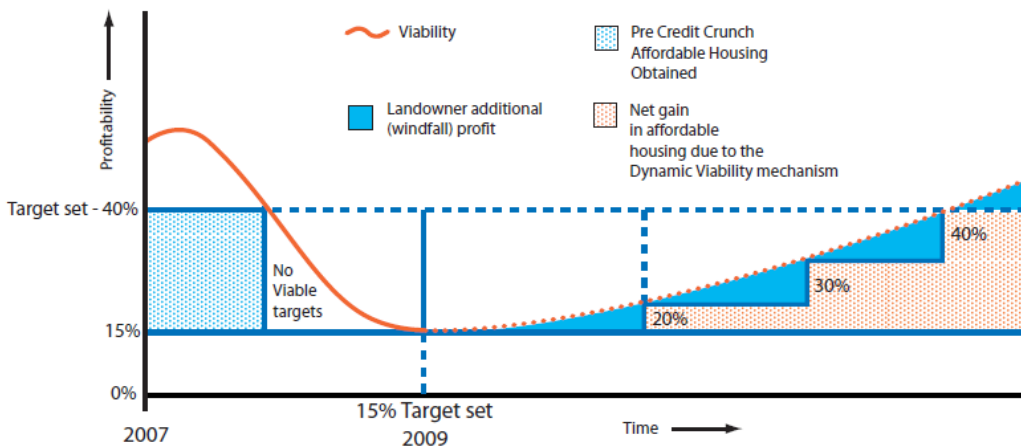 Profitability
Viability
Pre Credit Crunch
Affordable Housing
Obtained
Landowner additional
(windfall) profit
Net gain
in affordable
housing due to the
Dynamic Viability mechanism
Target set - 40%
No
Viable
targets
40%
30%
20%
15%
0%
15% Target set
2007
2009
Time